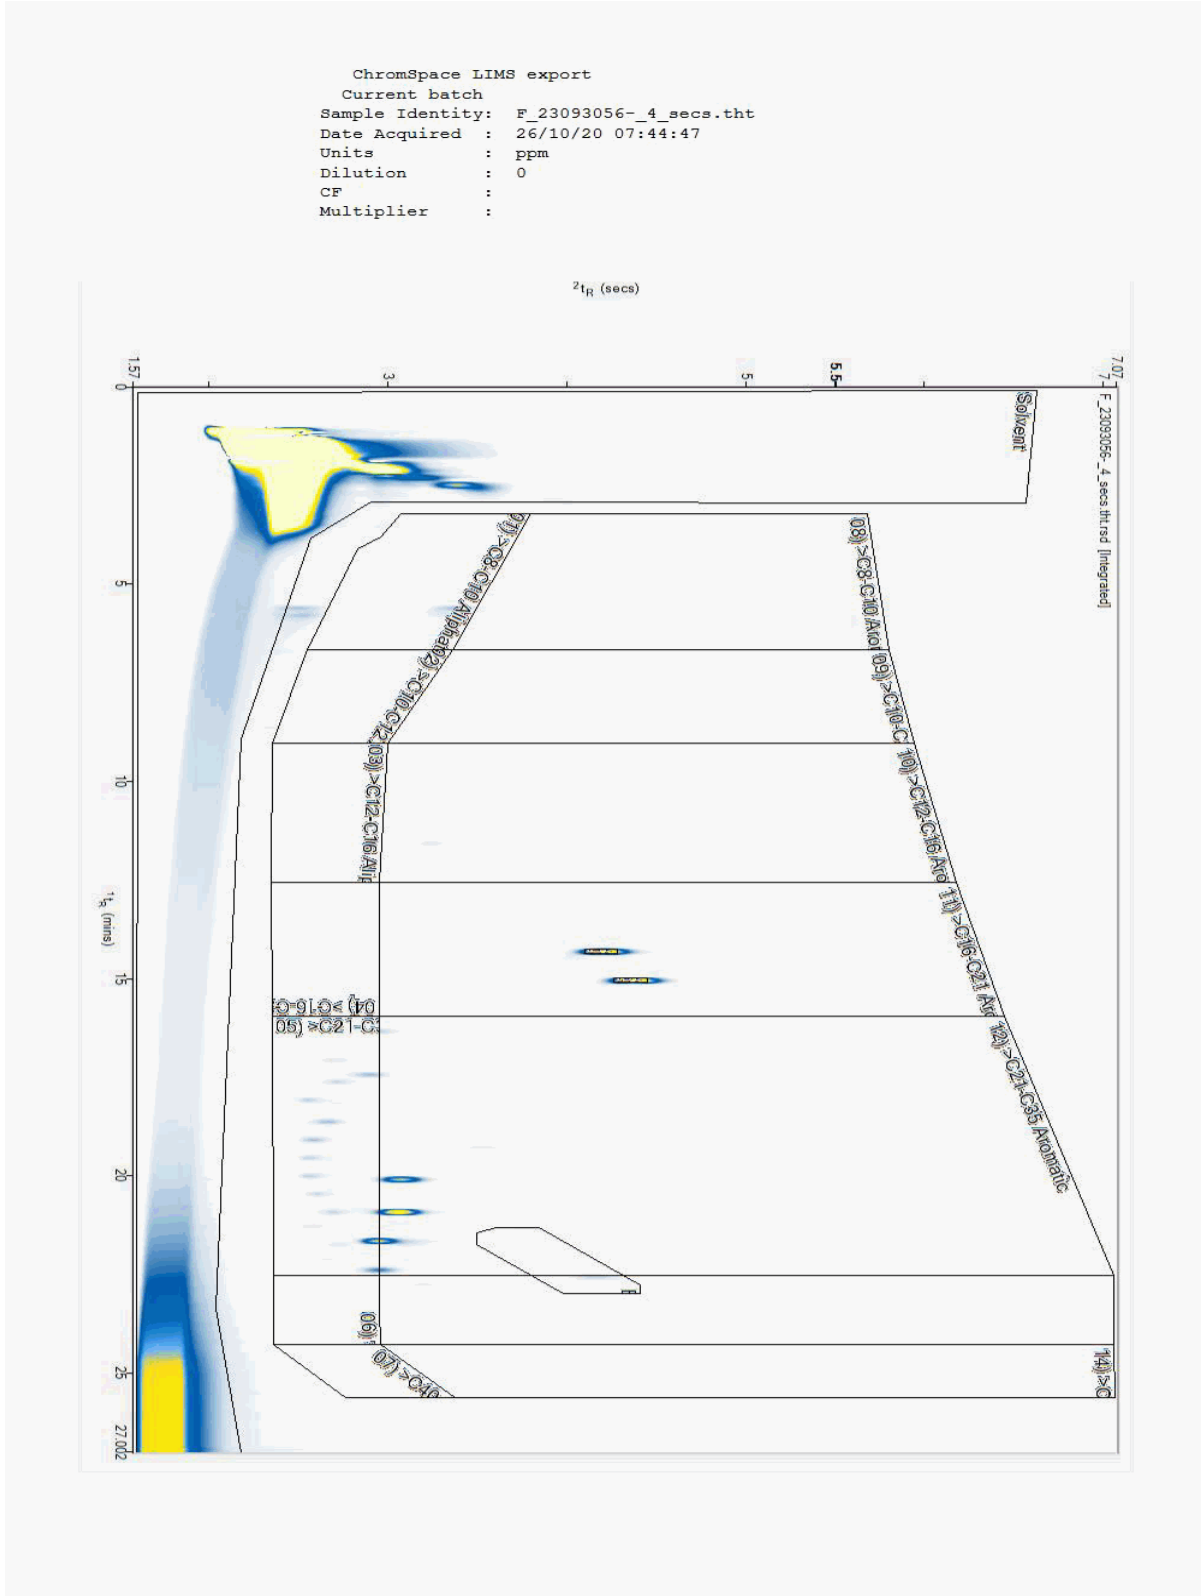 ChromSpace LIMS export
Current batch
Sample Identity: F_23093056-_4_secs.tht
Date Acquired : 26/10/20 07:44:47
Units : ppm
Dilution : 0
CF :
Multiplier :
²tR (secs)
1.57
3
5
5.5
7
7.07
F_23093056-_4_secs.tht.rsd [Integrated]
Solvent
0
5
10
15
20
25
27.002
¹tR (mins)
01) >C8-C10 Aliphat
02) >C10-C12
03) >C12-C16 Alip
04) >C16-C
05) >C21-C
06)
07) >C40
08) >C8-C10 Aro
09) >C10-C
10) >C12-C16 Aro
11) >C16-C21 Aro
12) >C21-C35 Aromatic
14) >C